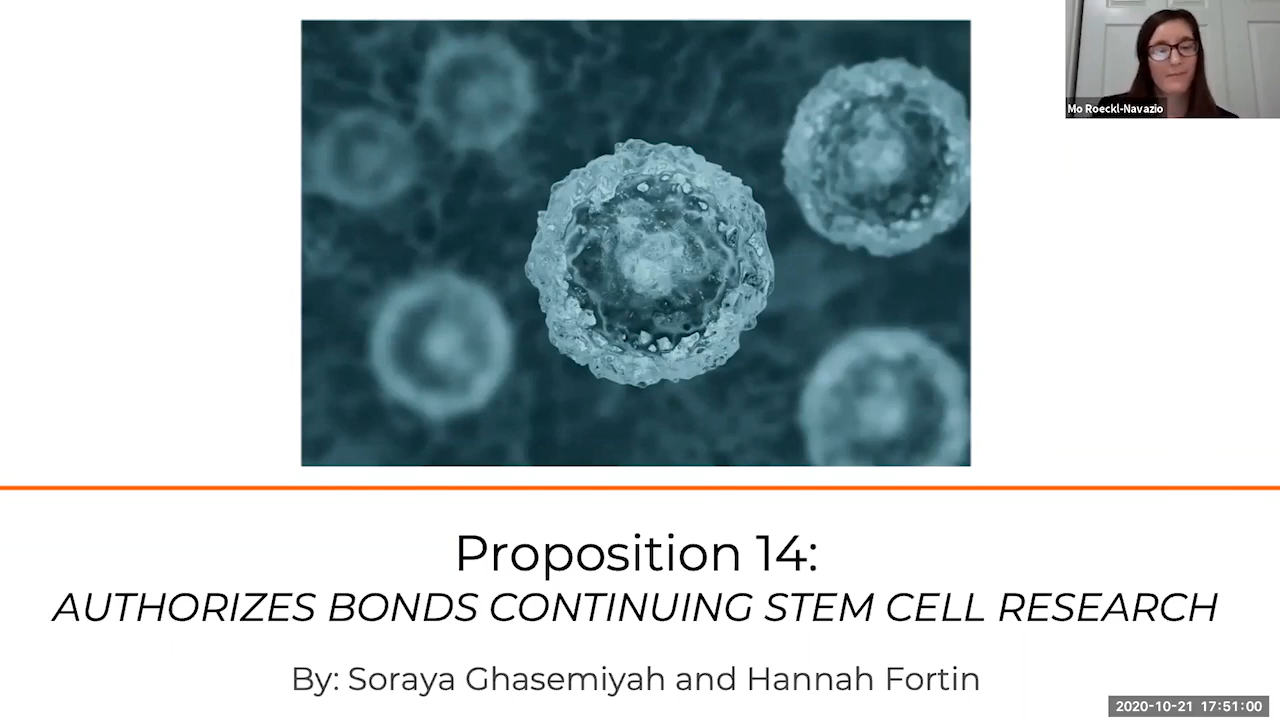 Mo Roeckl-Navazio
Proposition 14:
AUTHORIZES BONDS CONTINUING STEM CELL RESEARCH
By: Soraya Ghasemiyah and Hannah Fortin
2020-10-21 17:51:00